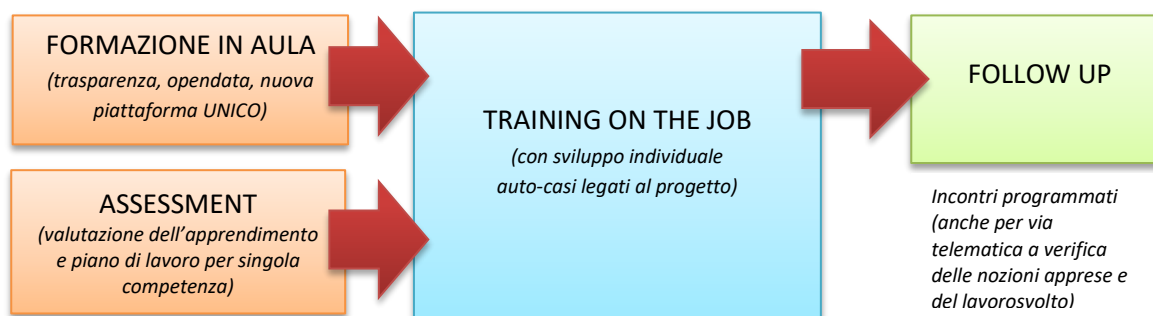 FORMAZIONE IN AULA
(trasparenza, opendata, nuova
piattaforma UNICO)
ASSESSMENT
(valutazione dell’apprendimento
e piano di lavoro per singola
competenza)
TRAINING ON THE JOB
(con sviluppo individuale
auto-casi legati al progetto)
FOLLOW UP
Incontri programmati
(anche per via
telematica a verifica
delle nozioni apprese e
del lavorosvolto)